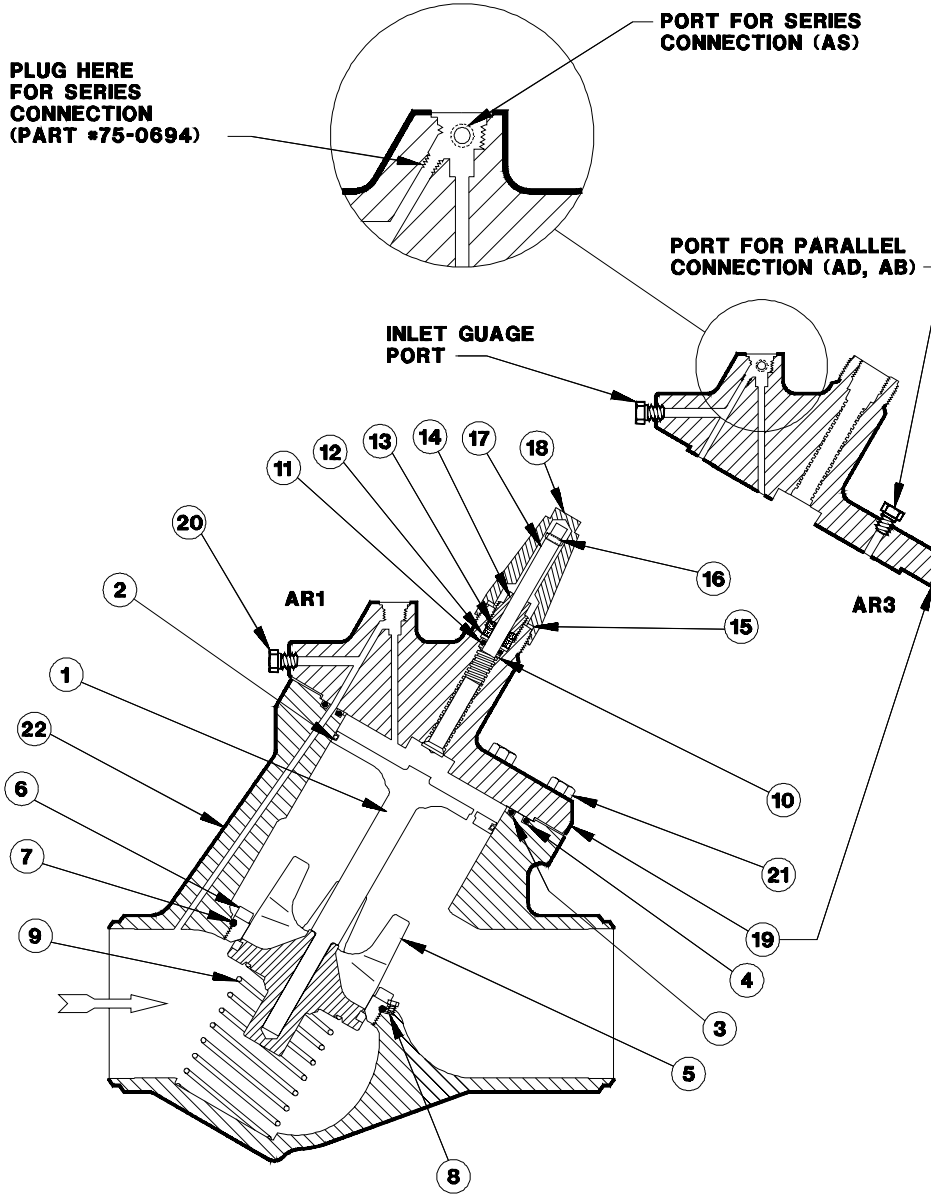 PORT FOR SERIES
CONNECTION (AS)
PLUG HERE
FOR SERIES
CONNECTION
(PART #75-0694)
PORT FOR PARALLEL
CONNECTION (AD, AB)
INLET GUAGE
PORT
11
12
13
14
17
18
20
16
2
AR1
AR3
15
1
22
10
6
21
7
19
9
4
3
5
8